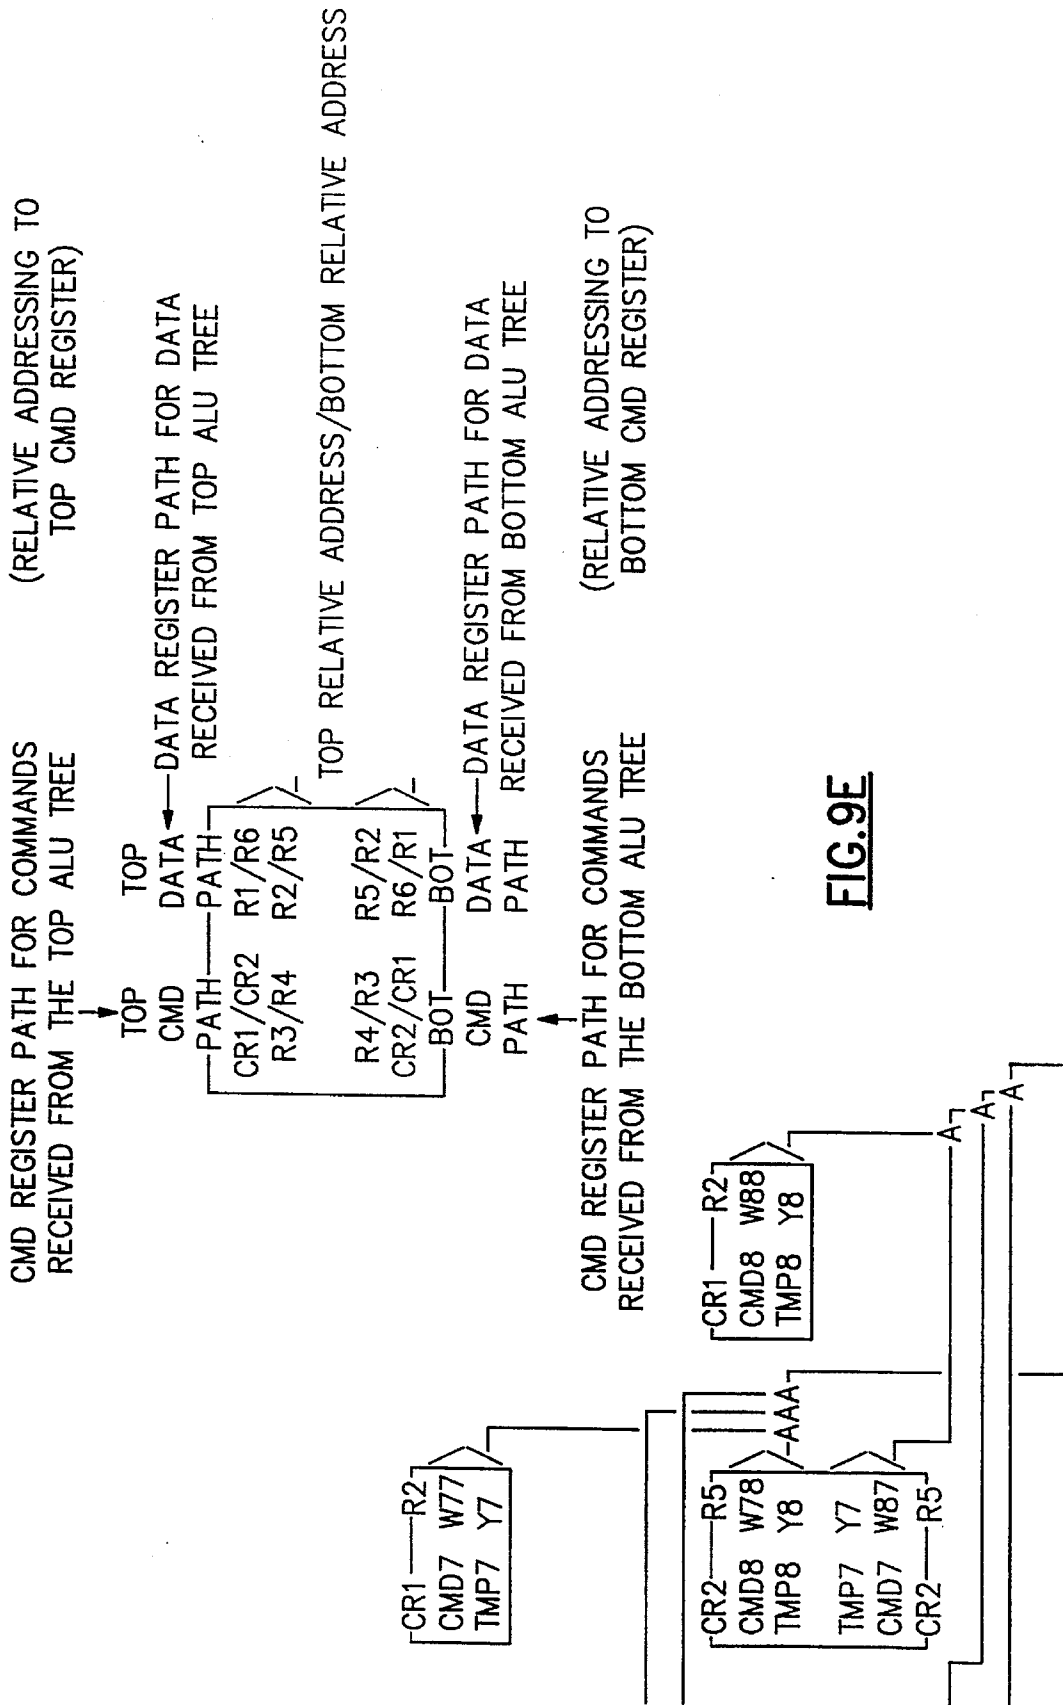 CMD REGISTER PATH FOR COMMANDS
RECEIVED FROM THE TOP ALU TREE
(RELATIVE ADDRESSING TO
TOP CMD REGISTER)
TOP TOP
CMD DATA
PATH PATH
DATA REGISTER PATH FOR DATA
RECEIVED FROM TOP ALU TREE
CR1/CR2 R1/R6
R3/R4 R2/R5
TOP RELATIVE ADDRESS/BOTTOM RELATIVE ADDRESS
R4/R3 R5/R2
CR2/CR1 R6/R1
BOT BOT
CMD DATA
PATH PATH
DATA REGISTER PATH FOR DATA
RECEIVED FROM BOTTOM ALU TREE
CMD REGISTER PATH FOR COMMANDS
RECEIVED FROM THE BOTTOM ALU TREE
(RELATIVE ADDRESSING TO
BOTTOM CMD REGISTER)
CR1 R2
CMD7 W77
TMP7 Y7
CR2 R5
CMD8 W78
TMP8 Y8
AAA
TMP7 Y7
CMD7 W87
CR2 R5
CR1 R2
CMD8 W88
TMP8 Y8
A
A
A
FIG.9E